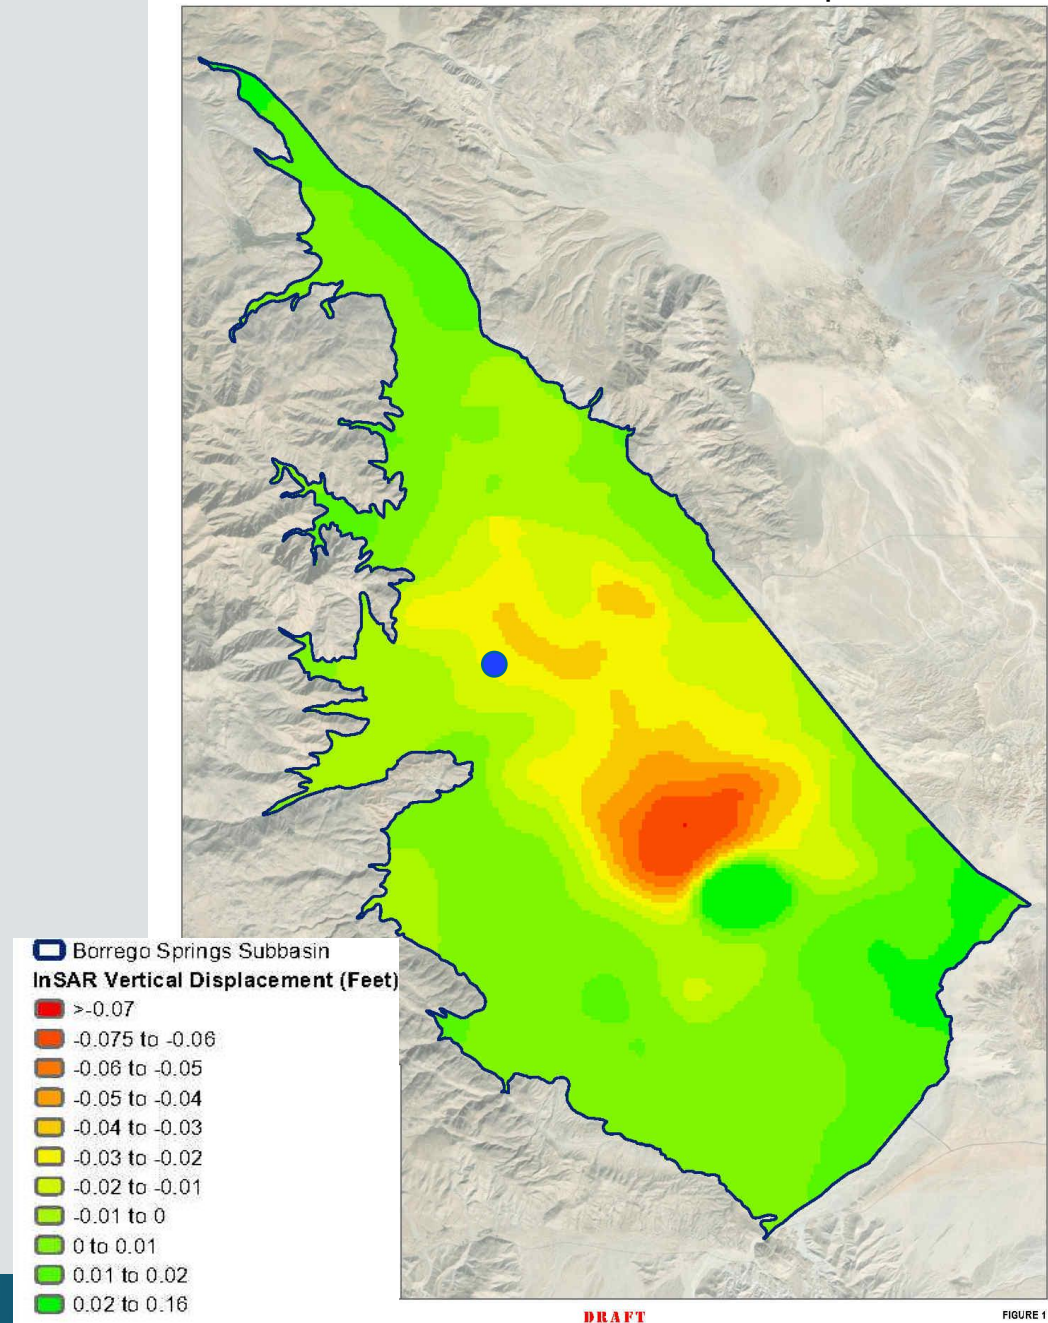 Borrego Springs Subbasin
InSAR Vertical Displacement (Feet)
>-0.07
-0.075 to -0.06
-0.06 to -0.05
-0.05 to -0.04
-0.04 to -0.03
-0.03 to -0.02
-0.02 to -0.01
-0.01 to 0
0 to 0.01
0.01 to 0.02
0.02 to 0.16
DRAFT
FIGURE 1